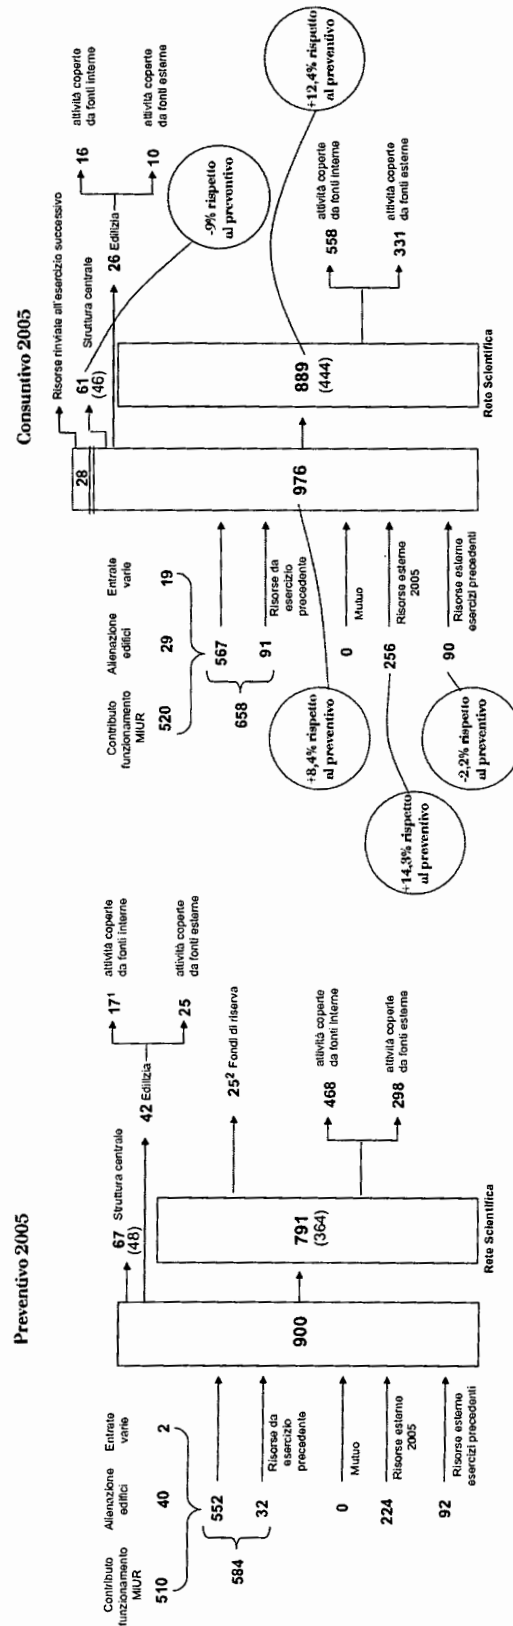 Preventivo 2005
Contributo
funzionamento
MIUR
510
Alienazione
edifici
40
Entrate
varie
2
552
584
32
Risorse da
esercizio
precedente
0
Mutuo
224
Risorse esterne
2005
92
Risorse esterne
esercizi precedenti
900
67
(48)
Struttura centrale
42 Edilizia
17¹
attività coperte
da fonti interne
25
attività coperte
da fonti esterne
791
(364)
25² Fondi di riserva
468
attività coperte
da fonti interne
298
attività coperte
da fonti esterne
Rete Scientifica
Consuntivo 2005
Contributo
funzionamento
MIUR
520
Alienazione
edifici
29
Entrate
varie
19
567
658
91
Risorse da
esercizio
precedente
0
Mutuo
256
Risorse esterne
2005
90
Risorse esterne
esercizi precedenti
+8,4% rispetto
al preventivo
+14,3% rispetto
al preventivo
-2,2% rispetto
al preventivo
28
976
Risorse rinviate all'esercizio successivo
61
(46)
Struttura centrale
26 Edilizia
16
attività coperte
da fonti interne
10
attività coperte
da fonti esterne
-9% rispetto
al preventivo
889
(444)
+12,4% rispetto
al preventivo
558
attività coperte
da fonti interne
331
attività coperte
da fonti esterne
Rete Scientifica